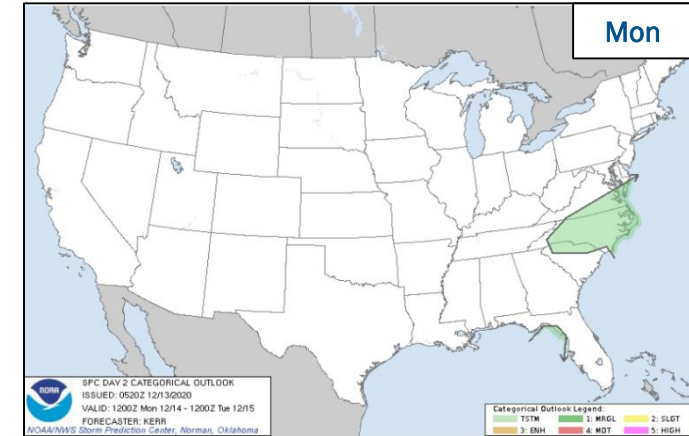 Mon
NOAA
SPC DAY 2 CATEGORICAL OUTLOOK
ISSUED: 0520Z 12/13/2020
VALID: 1200Z Mon 12/14 - 1200Z Tue 12/15
FORECASTER: KERR
NOAA/NWS Storm Prediction Center, Norman, Oklahoma
Categorical Outlook Legend:
TSTM 1: MRGL 2: SLGT
3: ENH 4: MDT 5: HIGH